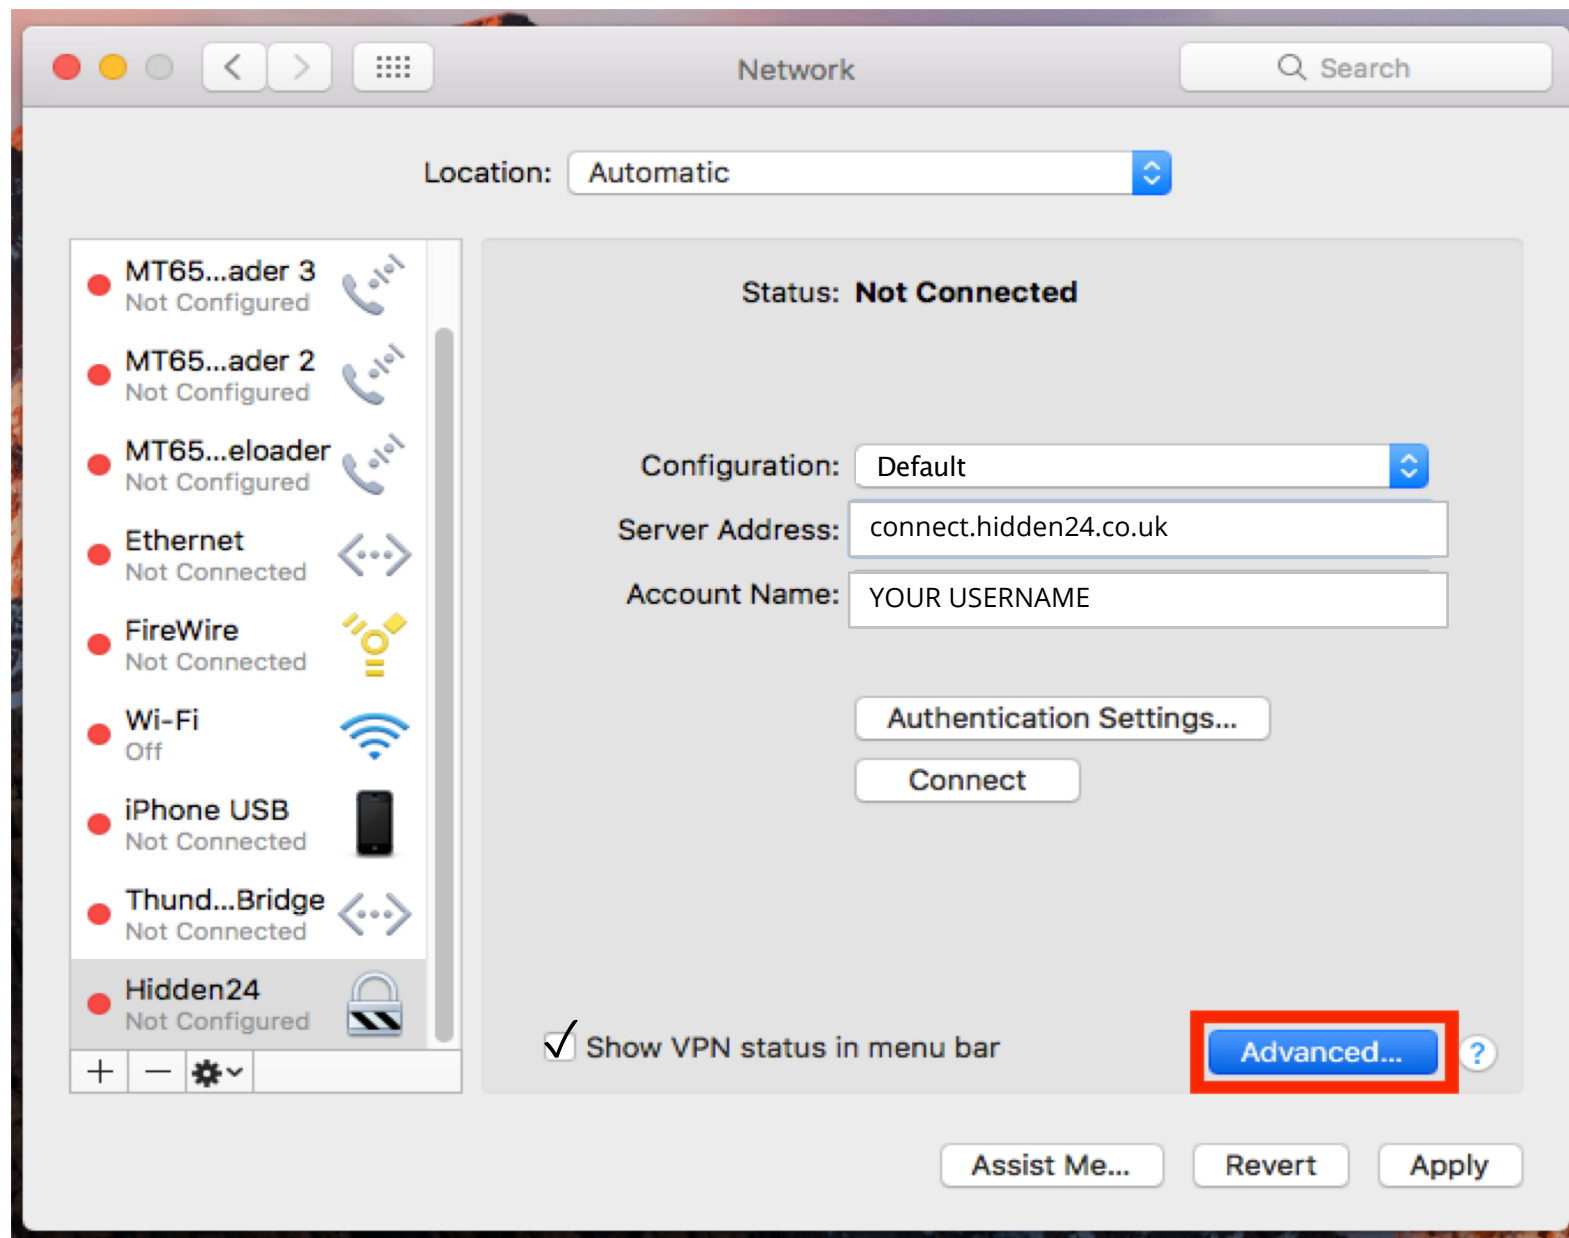 Network
Search
Location: Automatic
MT65...ader 3
Not Configured
MT65...ader 2
Not Configured
MT65...eloader
Not Configured
Ethernet
Not Connected
FireWire
Not Connected
Wi-Fi
Off
iPhone USB
Not Connected
Thund...Bridge
Not Connected
Hidden24
Not Configured
Status: Not Connected
Configuration: Default
Server Address: connect.hidden24.co.uk
Account Name: YOUR USERNAME
Authentication Settings...
Connect
Show VPN status in menu bar
Advanced... ?
Assist Me... Revert Apply